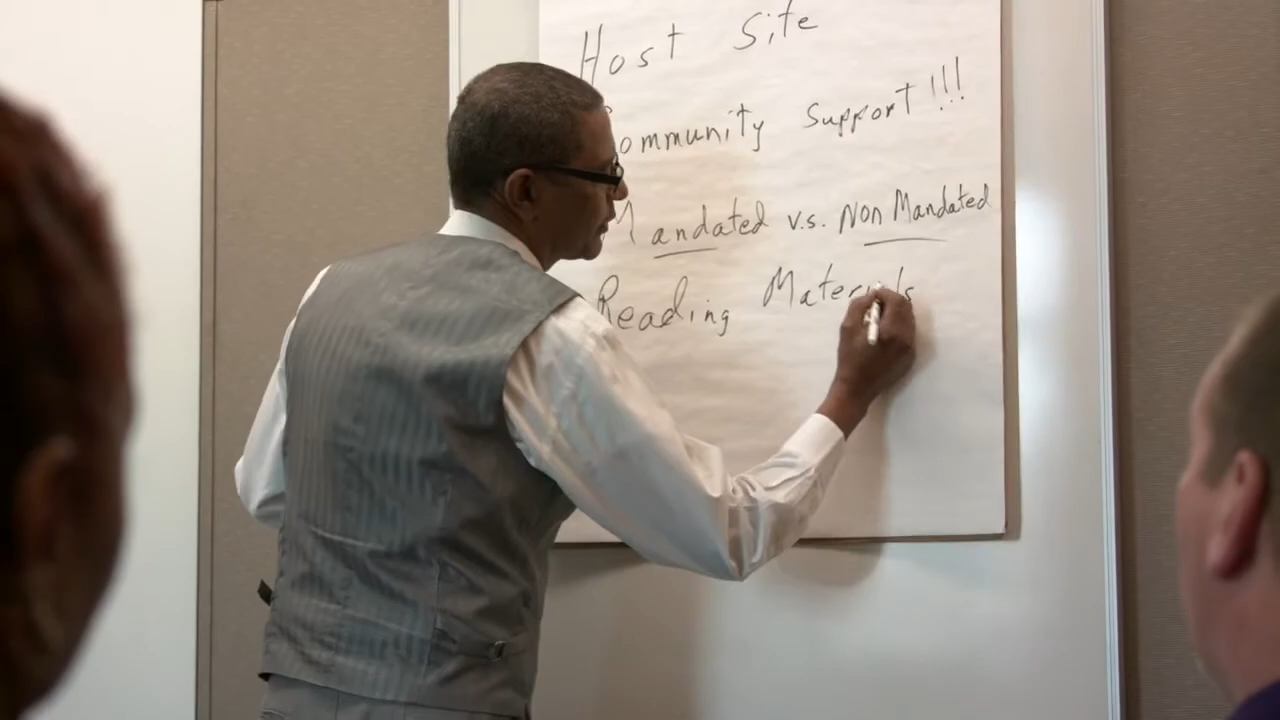 Host Site
Community Support!!!
Mandated v.s. Non Mandated
Reading Materials